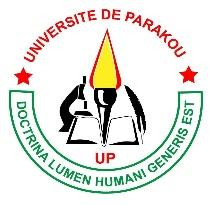 UNIVERSITE DE PARAKOU
UP
DOCTRINA LUMEN HUMANI GENERIS EST